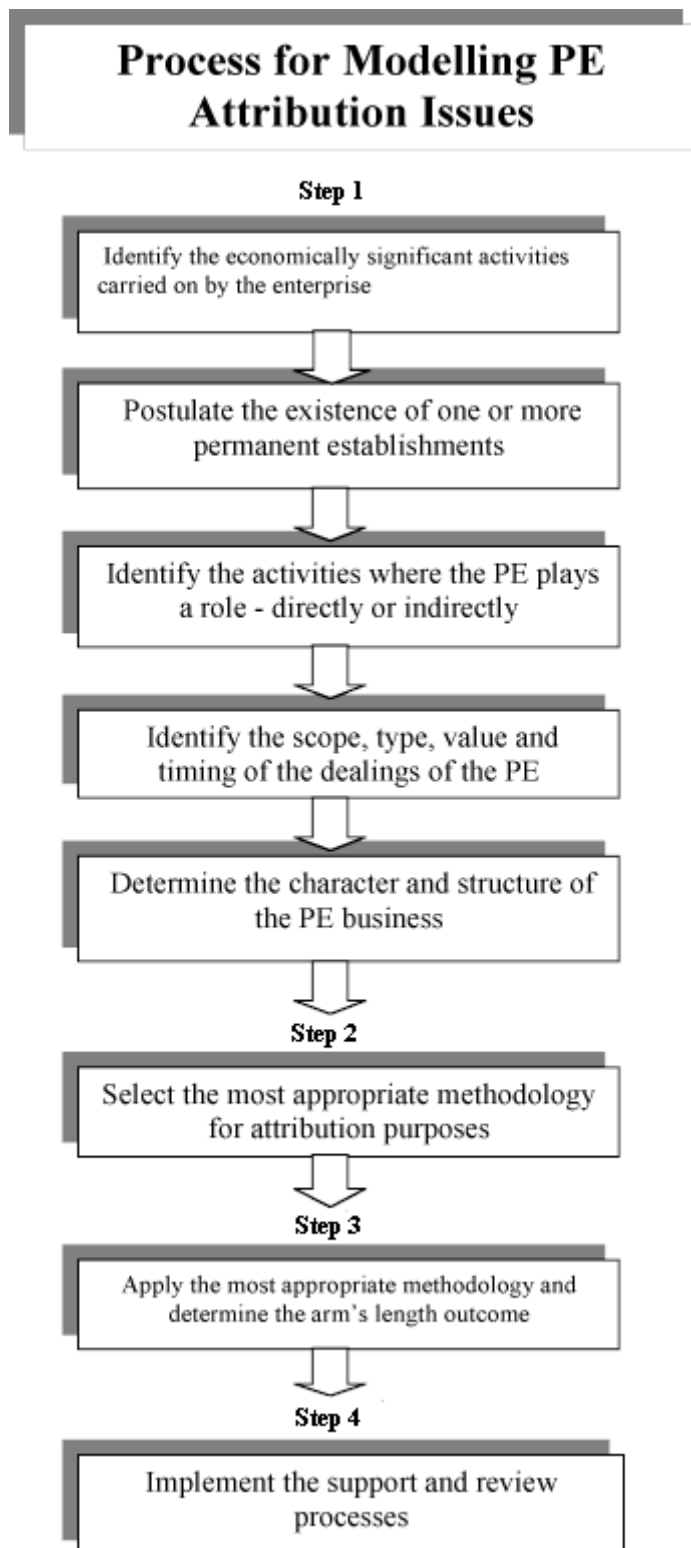 Process for Modelling PE
Attribution Issues
Step 1
Identify the economically significant activities
carried on by the enterprise
Postulate the existence of one or more
permanent establishments
Identify the activities where the PE plays
a role - directly or indirectly
Identify the scope, type, value and
timing of the dealings of the PE
Determine the character and structure of
the PE business
Step 2
Select the most appropriate methodology
for attribution purposes
Step 3
Apply the most appropriate methodology and
determine the arm's length outcome
Step 4
Implement the support and review
processes